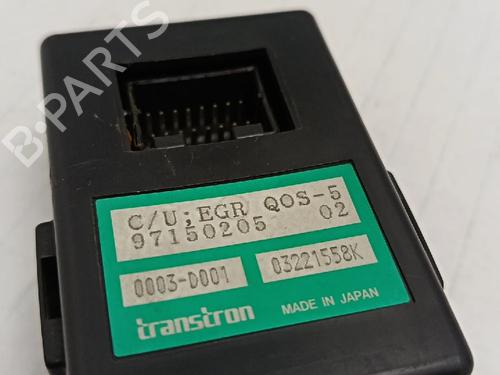 B-PARTS
C/U;EGR QOS-5
97150205 02
0003-D001 03221558K
transtron MADE IN JAPAN